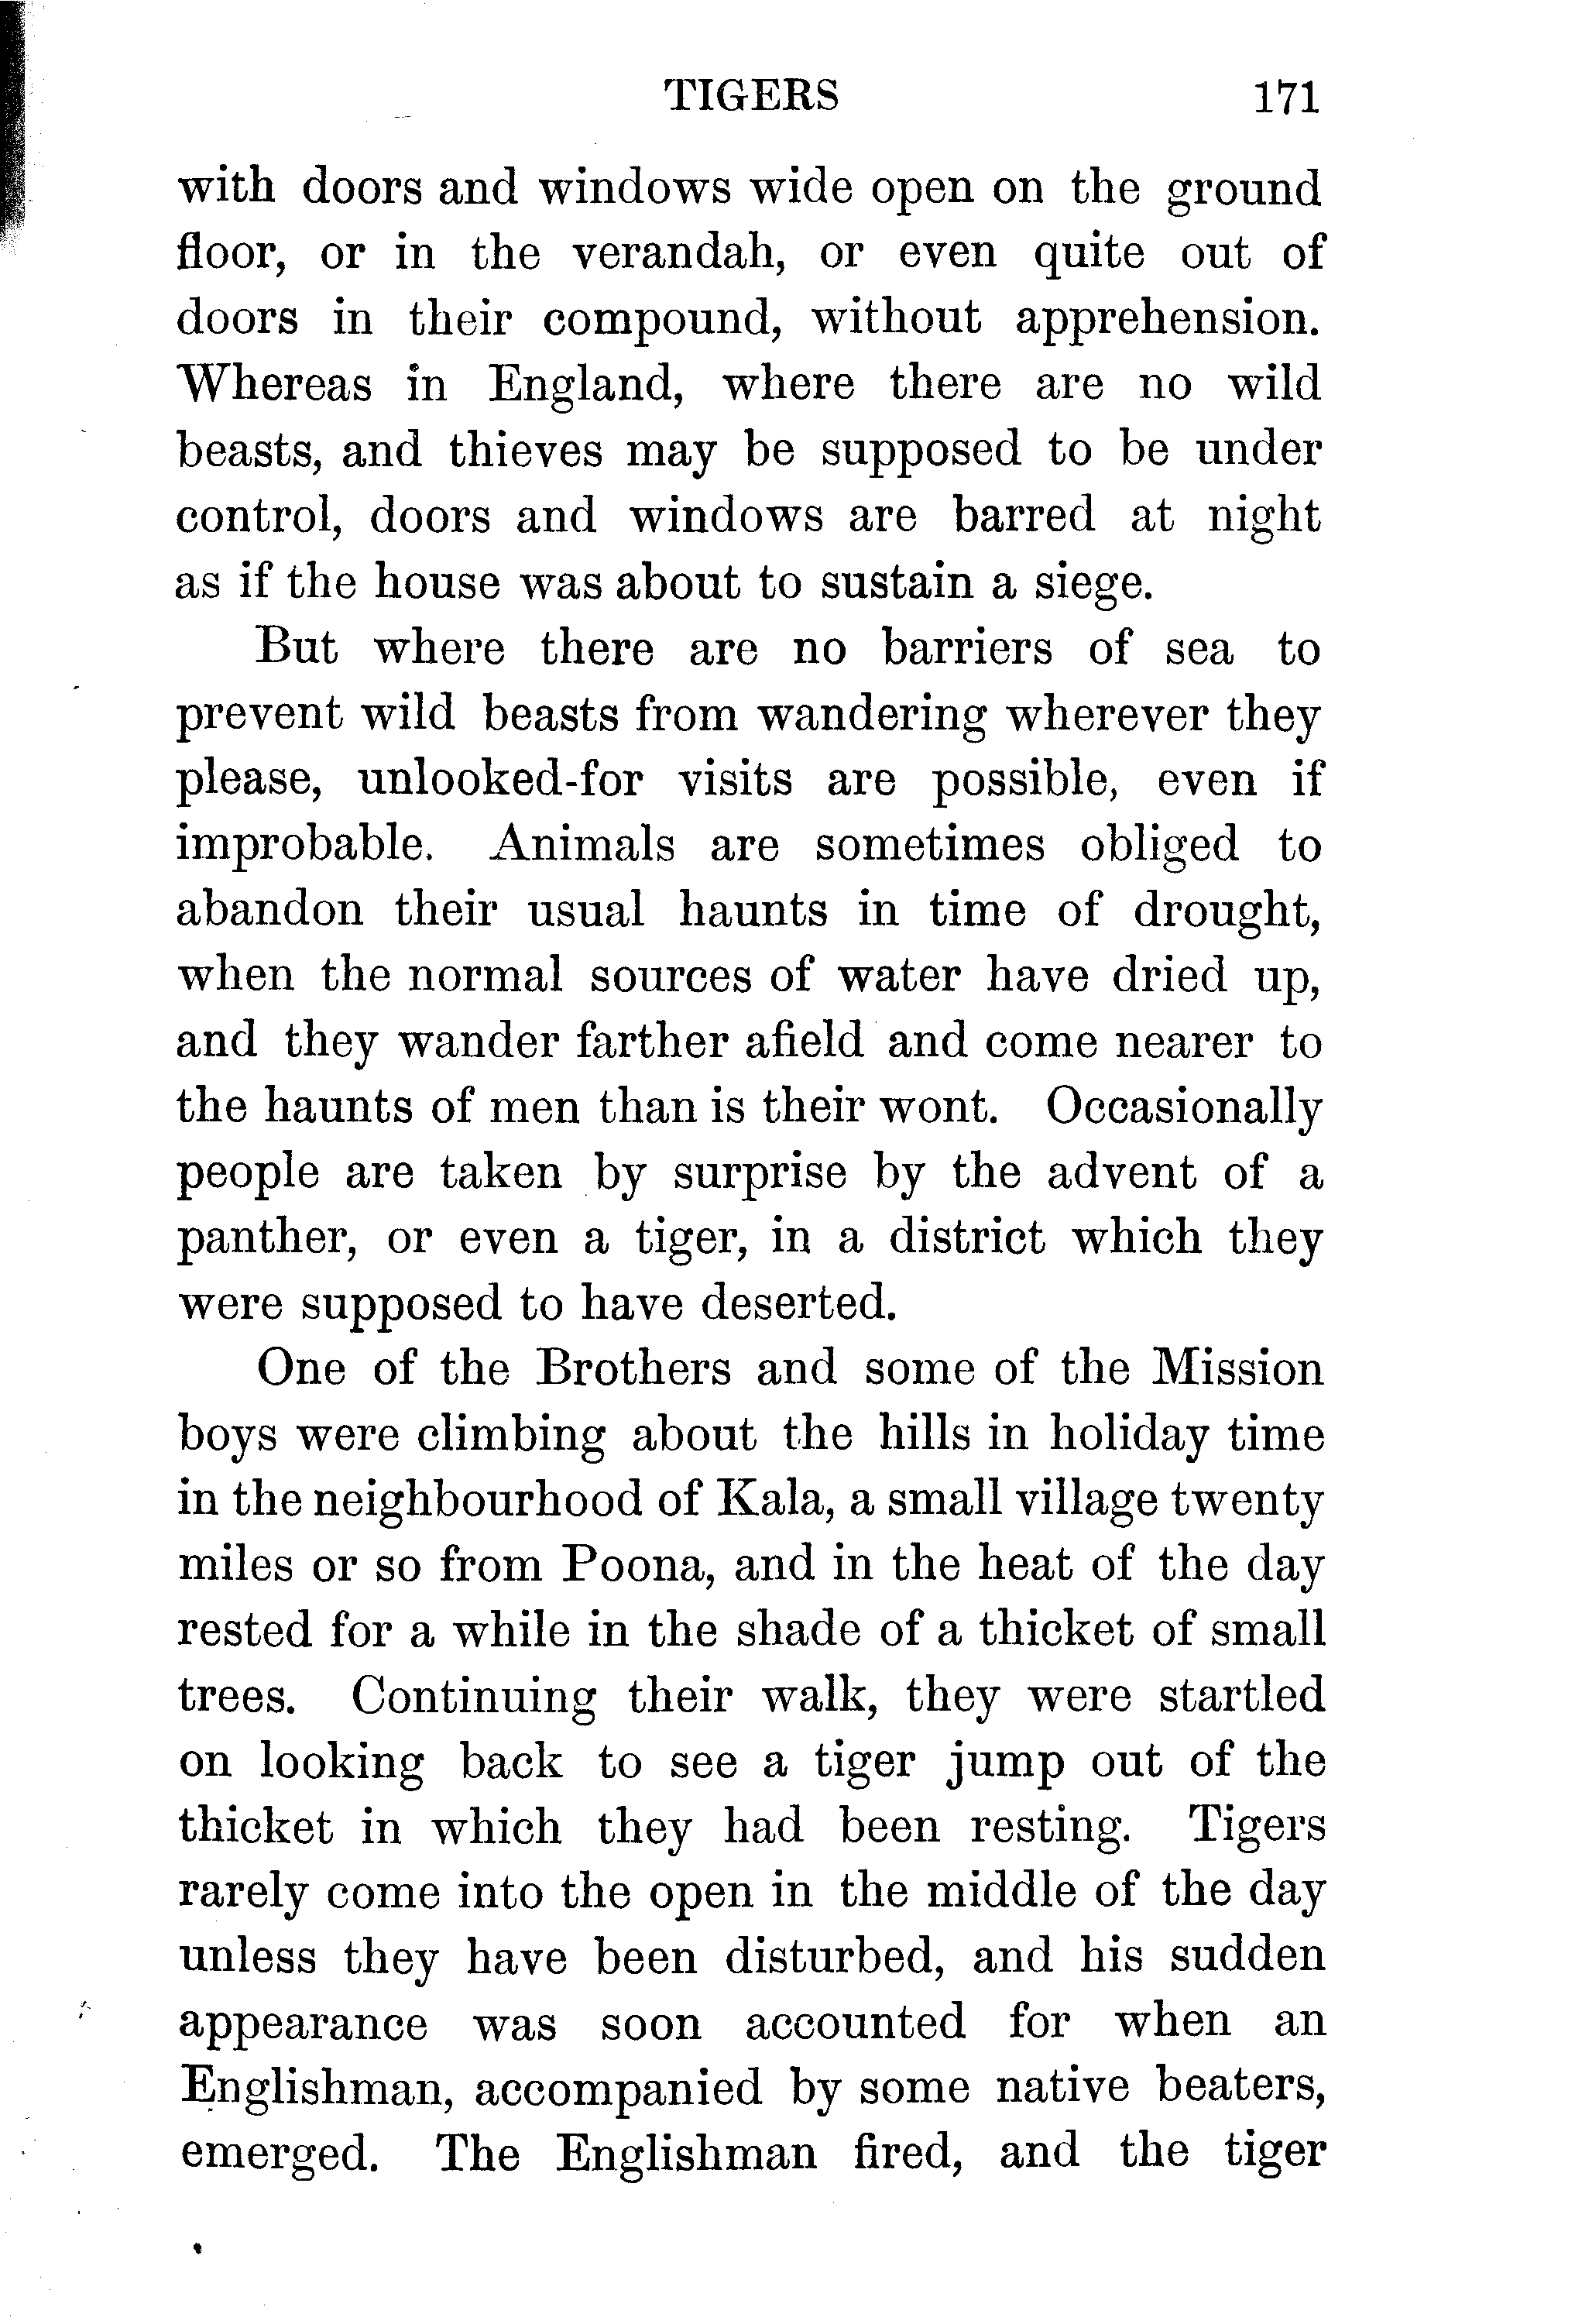 TIGERS 171
with doors and windows wide open on the ground
floor, or in the verandah, or even quite out of
doors in their compound, without apprehension.
Whereas in England, where there are no wild
beasts, and thieves may be supposed to be under
control, doors and windows are barred at night
as if the house was about to sustain a siege.
But where there are no barriers of sea to
prevent wild beasts from wandering wherever they
please, unlooked-for visits are possible, even if
improbable. Animals are sometimes obliged to
abandon their usual haunts in time of drought,
when the normal sources of water have dried up,
and they wander farther afield and come nearer to
the haunts of men than is their wont. Occasionally
people are taken by surprise by the advent of a
panther, or even a tiger, in a district which they
were supposed to have deserted.
One of the Brothers and some of the Mission
boys were climbing about the hills in holiday time
in the neighbourhood of Kala, a small village twenty
miles or so from Poona, and in the heat of the day
rested for a while in the shade of a thicket of small
trees. Continuing their walk, they were startled
on looking back to see a tiger jump out of the
thicket in which they had been resting. Tigers
rarely come into the open in the middle of the day
unless they have been disturbed, and his sudden
appearance was soon accounted for when an
Englishman, accompanied by some native beaters,
emerged. The Englishman fired, and the tiger